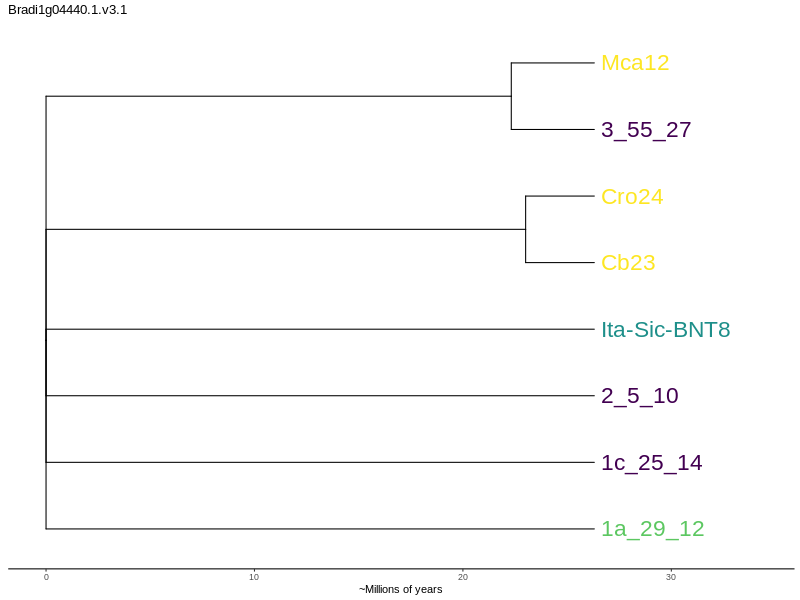 Bradi1g04440.1.v3.1
Mca12
3_55_27
Cro24
Cb23
Ita-Sic-BNT8
2_5_10
1c_25_14
1a_29_12
0 10 20 30
~Millions of years